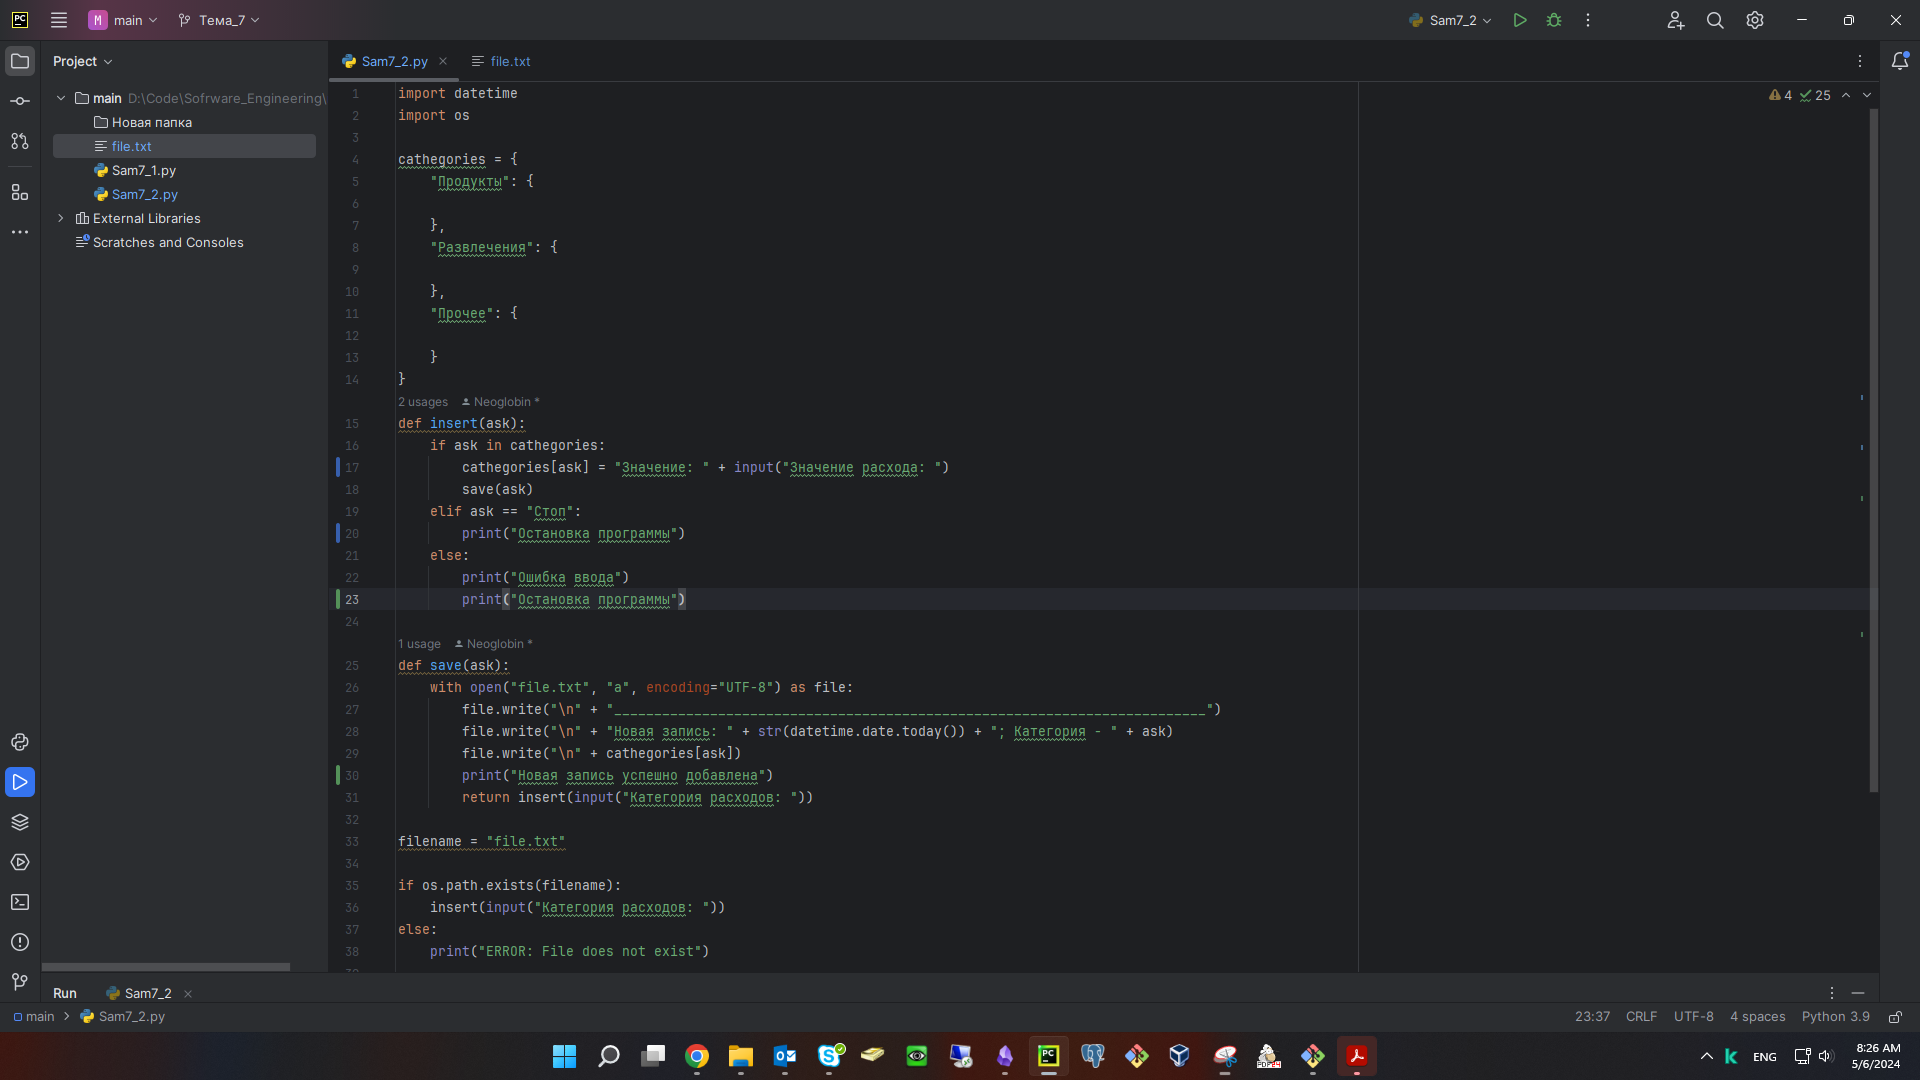 PC
M main
Тема_7
Sam7_2
Project
Sam7_2.py
file.txt
main D:\Code\Sofrware_Engineering\
Новая папка
file.txt
Sam7_1.py
Sam7_2.py
External Libraries
Scratches and Consoles
4 25
1 import datetime
2 import os
3
4 cathegories = {
5 "Продукты": {
6
7 },
8 "Развлечения": {
9
10 },
11 "Прочее": {
12
13 }
14 }
2 usages Neoglobin *
15 def insert(ask):
16 if ask in cathegories:
17 cathegories[ask] = "Значение: " + input("Значение расхода: ")
18 save(ask)
19 elif ask == "Стоп":
20 print("Остановка программы")
21 else:
22 print("Ошибка ввода")
23 print("Остановка программы")
24
1 usage Neoglobin *
25 def save(ask):
26 with open("file.txt", "a", encoding="UTF-8") as file:
27 file.write("\n" + "__________________________________________________________________________")
28 file.write("\n" + "Новая запись: " + str(datetime.date.today()) + "; Категория - " + ask)
29 file.write("\n" + cathegories[ask])
30 print("Новая запись успешно добавлена")
31 return insert(input("Категория расходов: "))
32
33 filename = "file.txt"
34
35 if os.path.exists(filename):
36 insert(input("Категория расходов: "))
37 else:
38 print("ERROR: File does not exist")
Run Sam7_2
main > Sam7_2.py
23:37 CRLF UTF-8 4 spaces Python 3.9
PC
PDF24
ENG
8:26 AM
5/6/2024